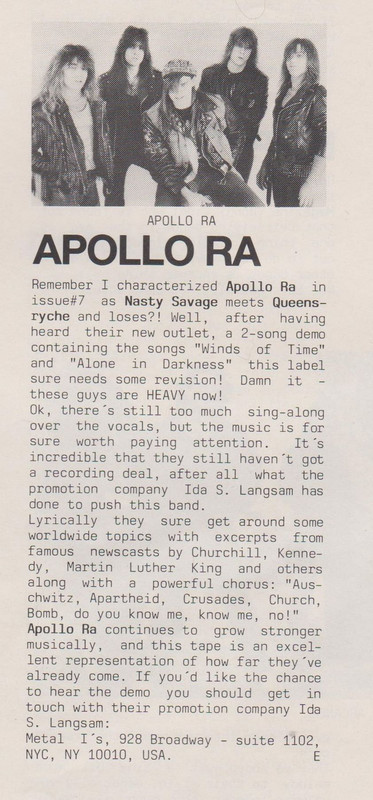 APOLLO RA
APOLLO RA
Remember I characterized Apollo Ra in
issue#7 as Nasty Savage meets Queens-
ryche and loses?! Well, after having
heard their new outlet, a 2-song demo
containing the songs "Winds of Time"
and "Alone in Darkness" this label
sure needs some revision! Damn it -
these guys are HEAVY now!
Ok, there´s still too much sing-along
over the vocals, but the music is for
sure worth paying attention. It´s
incredible that they still haven´t got
a recording deal, after all what the
promotion company Ida S. Langsam has
done to push this band.
Lyrically they sure get around some
worldwide topics with excerpts from
famous newscasts by Churchill, Kenne-
dy, Martin Luther King and others
along with a powerful chorus: "Aus-
chwitz, Apartheid, Crusades, Church,
Bomb, do you know me, know me, no!"
Apollo Ra continues to grow stronger
musically, and this tape is an excel-
lent representation of how far they´ve
already come. If you´d like the chance
to hear the demo you should get in
touch with their promotion company Ida
S. Langsam:
Metal I´s, 928 Broadway - suite 1102,
NYC, NY 10010, USA. E